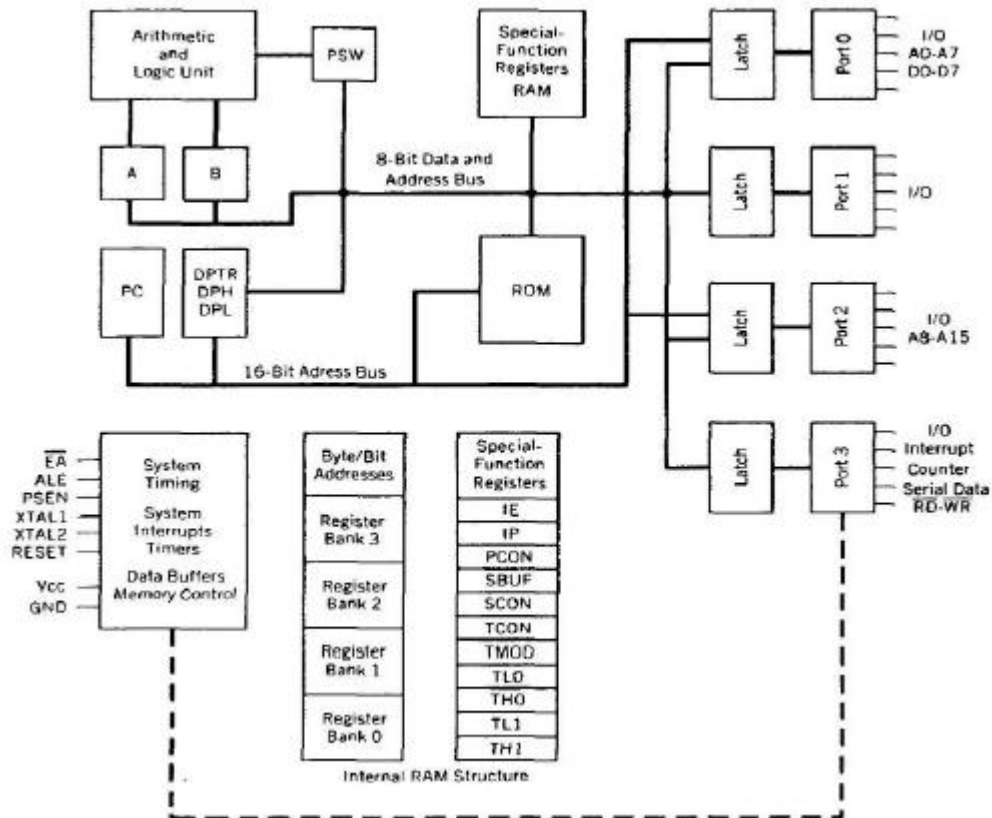 Arithmetic
and
Logic Unit
PSW
Special-
Function
Registers
RAM
Latch
Port 0
I/O
A0-A7
D0-D7
A
B
8-Bit Data and
Address Bus
Latch
Port 1
I/O
PC
DPTR
DPH
DPL
ROM
Latch
Port 2
I/O
A8-A15
16-Bit Adress Bus
EA
ALE
PSEN
XTAL1
XTAL2
RESET
Vcc
GND
System
Timing
System
Interrupts
Timers
Data Buffers
Memory Control
Byte/Bit
Addresses
Register
Bank 3
Register
Bank 2
Register
Bank 1
Register
Bank 0
Special-
Function
Registers
IE
IP
PCON
SBUF
SCON
TCON
TMOD
TL0
TH0
TL1
TH1
Internal RAM Structure
Latch
Port 3
I/O
Interrupt
Counter
Serial Data
RD-WR